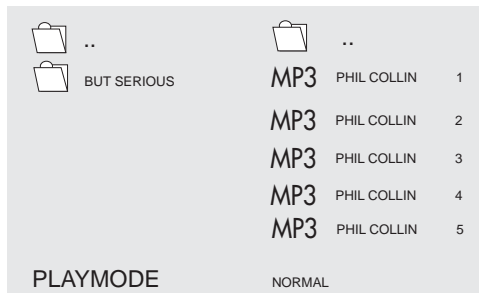 .. ..
BUT SERIOUS MP3 PHIL COLLIN 1
MP3 PHIL COLLIN 2
MP3 PHIL COLLIN 3
MP3 PHIL COLLIN 4
MP3 PHIL COLLIN 5
PLAYMODE NORMAL